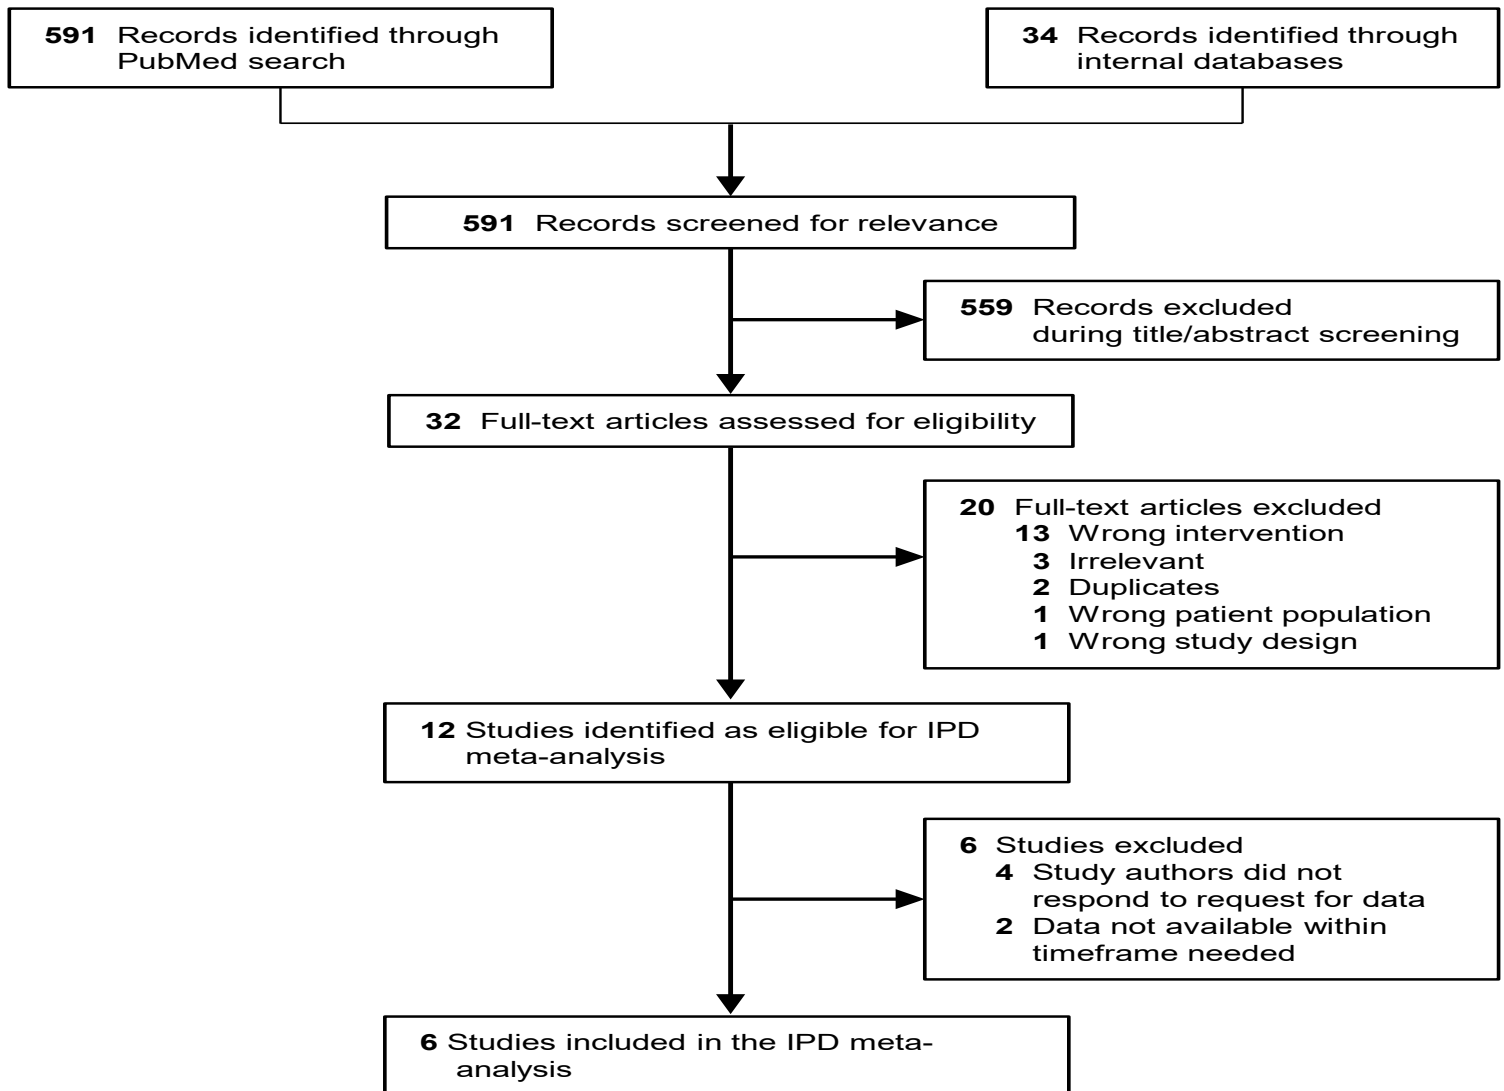 591 Records identified through
PubMed search
34 Records identified through
internal databases
591 Records screened for relevance
559 Records excluded
during title/abstract screening
32 Full-text articles assessed for eligibility
20 Full-text articles excluded
13 Wrong intervention
3 Irrelevant
2 Duplicates
1 Wrong patient population
1 Wrong study design
12 Studies identified as eligible for IPD
meta-analysis
6 Studies excluded
4 Study authors did not
respond to request for data
2 Data not available within
timeframe needed
6 Studies included in the IPD meta-
analysis